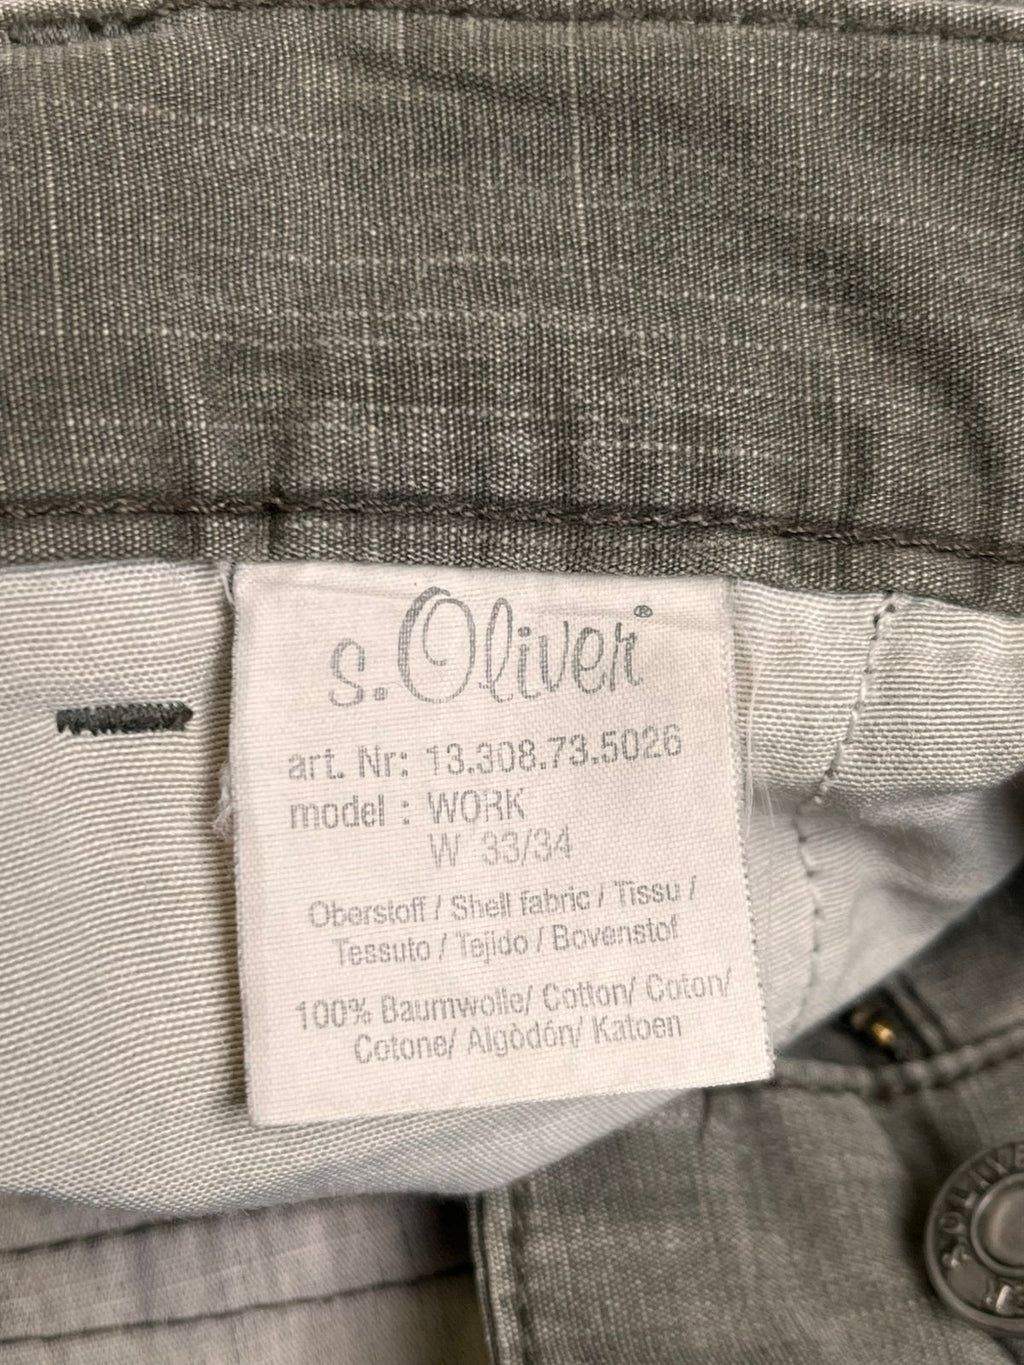 s.Oliver®
art. Nr: 13.308.73.5026
model : WORK
W 33/34
Oberstoff / Shell fabric / Tissu /
Tessuto / Tejido / Bovenstof
100% Baumwolle/ Cotton/ Coton/
Cotone/ Algòdón/ Katoen
S.OLIVE